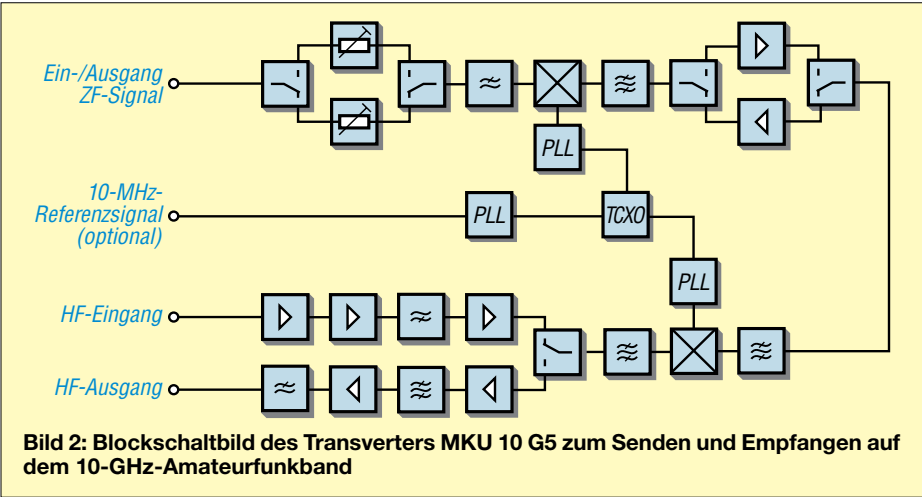 Ein-/Ausgang
ZF-Signal
PLL
10-MHz-
Referenzsignal
(optional)
PLL
TCXO
PLL
HF-Eingang
HF-Ausgang
Bild 2: Blockschaltbild des Transverters MKU 10 G5 zum Senden und Empfangen auf
dem 10-GHz-Amateurfunkband